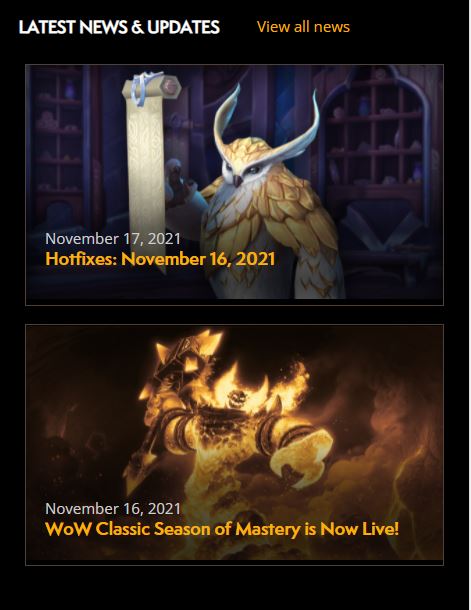 LATEST NEWS & UPDATES View all news
November 17, 2021
Hotfixes: November 16, 2021
November 16, 2021
WoW Classic Season of Mastery is Now Live!